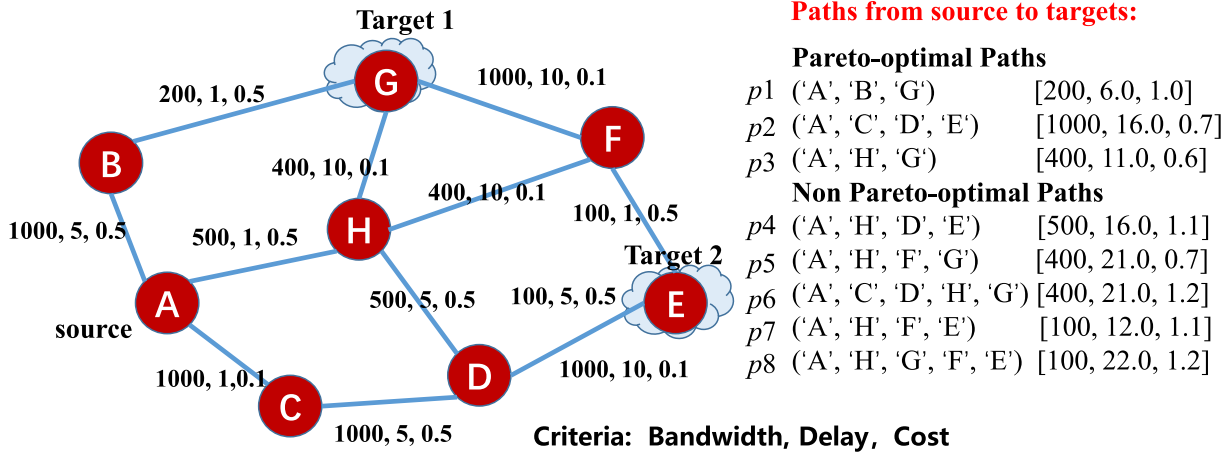 Target 1
G
200, 1, 0.5
1000, 10, 0.1
B
F
400, 10, 0.1
400, 10, 0.1
1000, 5, 0.5
500, 1, 0.5
H
100, 1, 0.5
Target 2
A
source
500, 5, 0.5
100, 5, 0.5
E
1000, 1,0.1
C
D
1000, 10, 0.1
1000, 5, 0.5
Criteria: Bandwidth, Delay, Cost
Paths from source to targets:
Pareto-optimal Paths
p1 (‘A’, ‘B’, ‘G‘) [200, 6.0, 1.0]
p2 (‘A’, ‘C’, ‘D’, ‘E‘) [1000, 16.0, 0.7]
p3 (‘A’, ‘H’, ‘G‘) [400, 11.0, 0.6]
Non Pareto-optimal Paths
p4 (‘A’, ‘H’, ‘D’, ‘E’) [500, 16.0, 1.1]
p5 (‘A’, ‘H’, ‘F’, ‘G’) [400, 21.0, 0.7]
p6 (‘A’, ‘C’, ‘D’, ‘H’, ‘G’) [400, 21.0, 1.2]
p7 (‘A’, ‘H’, ‘F’, ‘E’) [100, 12.0, 1.1]
p8 (‘A’, ‘H’, ‘G’, ‘F’, ‘E’) [100, 22.0, 1.2]